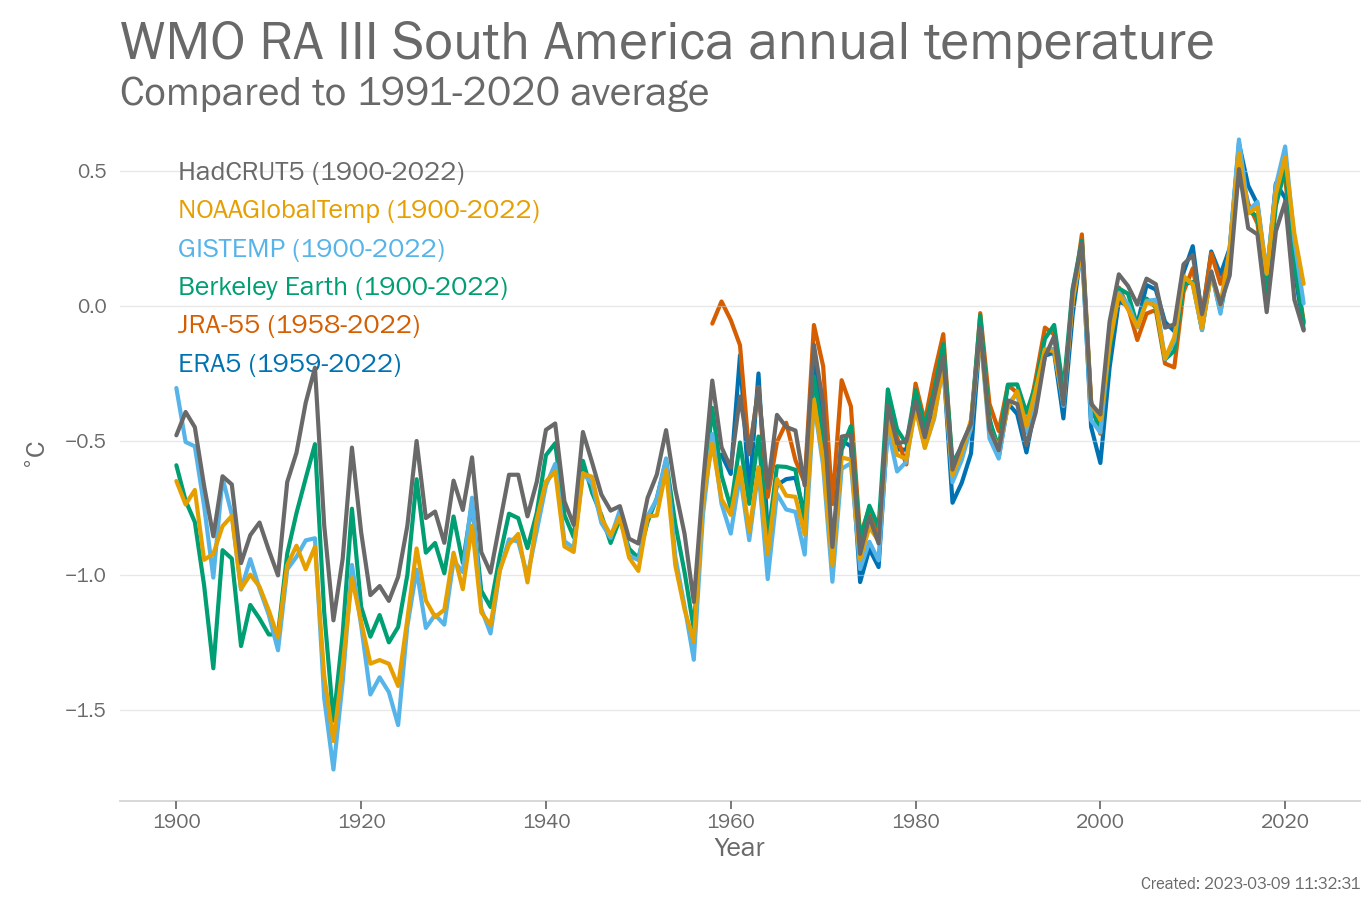 WMO RA III South America annual temperature
Compared to 1991-2020 average
HadCRUT5 (1900-2022)
NOAAGlobalTemp (1900-2022)
GISTEMP (1900-2022)
Berkeley Earth (1900-2022)
JRA-55 (1958-2022)
ERA5 (1959-2022)
0.5
0.0
−0.5
−1.0
−1.5
°C
1900 1920 1940 1960 1980 2000 2020
Year
Created: 2023-03-09 11:32:31